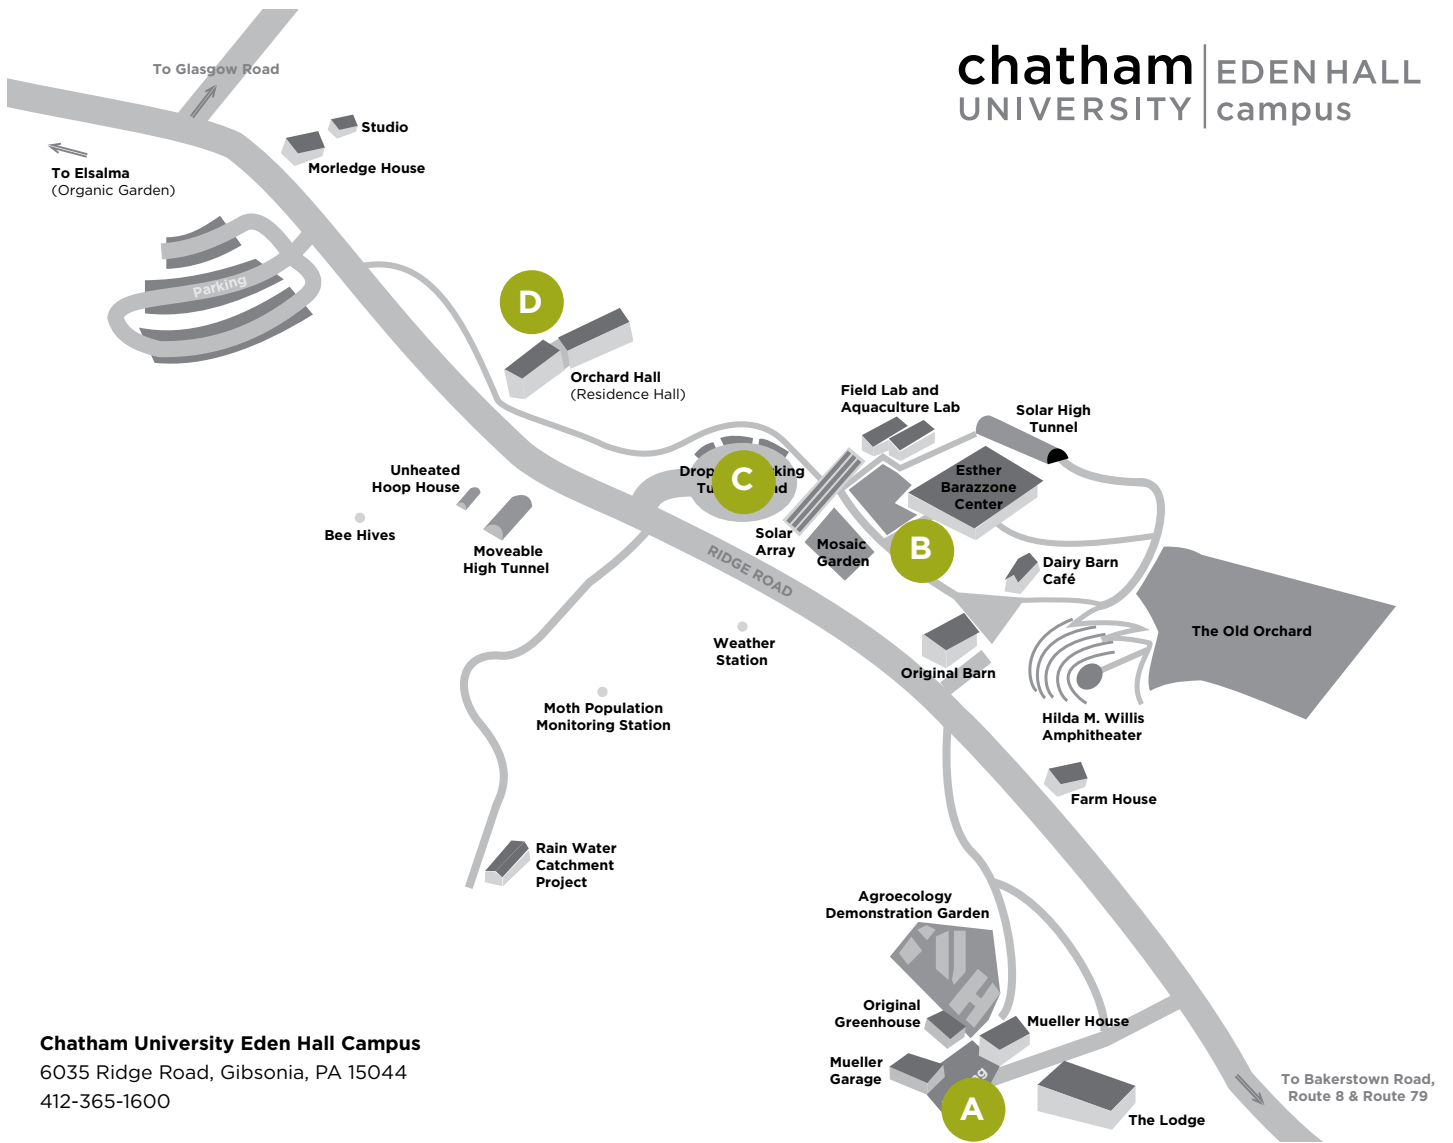 chatham
UNIVERSITY
EDEN HALL
campus
To Glasgow Road
Studio
Morledge House
To Elsalma
(Organic Garden)
Parking
D
Orchard Hall
(Residence Hall)
Field Lab and
Aquaculture Lab
Solar High
Tunnel
Unheated
Hoop House
Bee Hives
Moveable
High Tunnel
C
Solar
Array
Mosaic
Garden
Esther
Barazzone
Center
B
Dairy Barn
Café
RIDGE ROAD
The Old Orchard
Weather
Station
Original Barn
Moth Population
Monitoring Station
Hilda M. Willis
Amphitheater
Farm House
Rain Water
Catchment
Project
Agroecology
Demonstration Garden
Original
Greenhouse
Mueller House
Mueller
Garage
A
The Lodge
To Bakerstown Road,
Route 8 & Route 79
Chatham University Eden Hall Campus
6035 Ridge Road, Gibsonia, PA 15044
412-365-1600